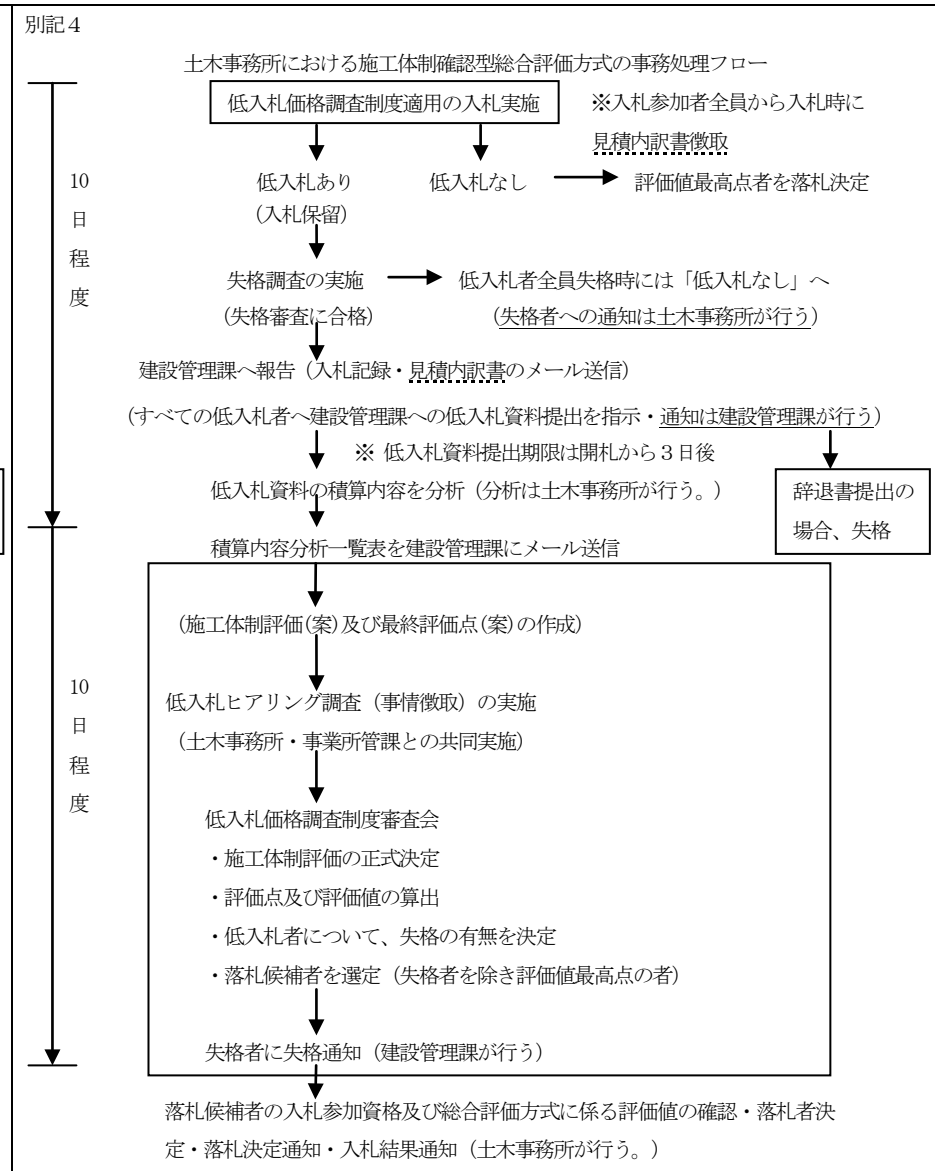 別記４
土木事務所における施工体制確認型総合評価方式の事務処理フロー
低入札価格調査制度適用の入札実施
※入札参加者全員から入札時に
見積内訳書徴取
低入札あり
(入札保留)
低入札なし
評価値最高点者を落札決定
10
日
程
度
失格調査の実施
(失格審査に合格)
低入札者全員失格時には「低入札なし」へ
(失格者への通知は土木事務所が行う)
建設管理課へ報告（入札記録・見積内訳書のメール送信）
(すべての低入札者へ建設管理課への低入札資料提出を指示・通知は建設管理課が行う)
※ 低入札資料提出期限は開札から３日後
低入札資料の積算内容を分析（分析は土木事務所が行う。）
辞退書提出の
場合、失格
積算内容分析一覧表を建設管理課にメール送信
(施工体制評価(案)及び最終評価点(案)の作成)
10
日
程
度
低入札ヒアリング調査（事情徴取）の実施
（土木事務所・事業所管課との共同実施）
低入札価格調査制度審査会
・施工体制評価の正式決定
・評価点及び評価値の算出
・低入札者について、失格の有無を決定
・落札候補者を選定（失格者を除き評価値最高点の者）
失格者に失格通知（建設管理課が行う）
落札候補者の入札参加資格及び総合評価方式に係る評価値の確認・落札者決
定・落札決定通知・入札結果通知（土木事務所が行う。）